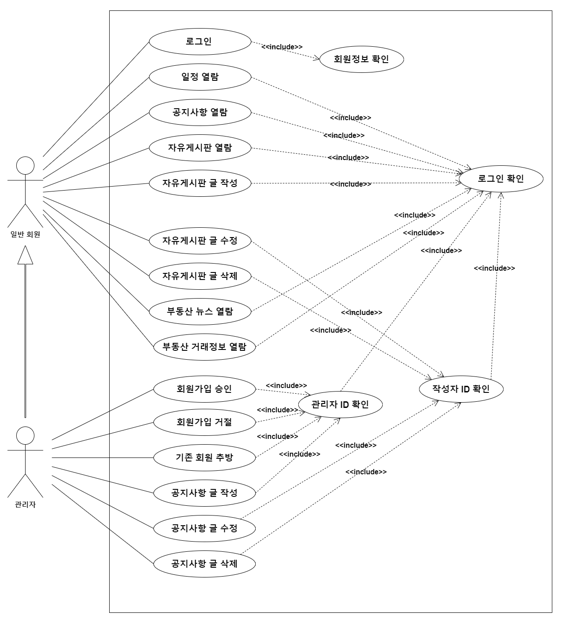 로그인
<<include>>
회원정보 확인
일정 열람
<<include>>
공지사항 열람
<<include>>
자유게시판 열람
<<include>>
로그인 확인
자유게시판 글 작성
<<include>>
<<include>>
일반 회원
자유게시판 글 수정
<<include>>
<<include>>
자유게시판 글 삭제
부동산 뉴스 열람
<<include>>
<<include>>
부동산 거래정보 열람
회원가입 승인
<<include>>
작성자 ID 확인
관리자 ID 확인
회원가입 거절
<<include>>
<<include>>
기존 회원 추방
<<include>>
<<include>>
<<include>>
공지사항 글 작성
관리자
공지사항 글 수정
공지사항 글 삭제